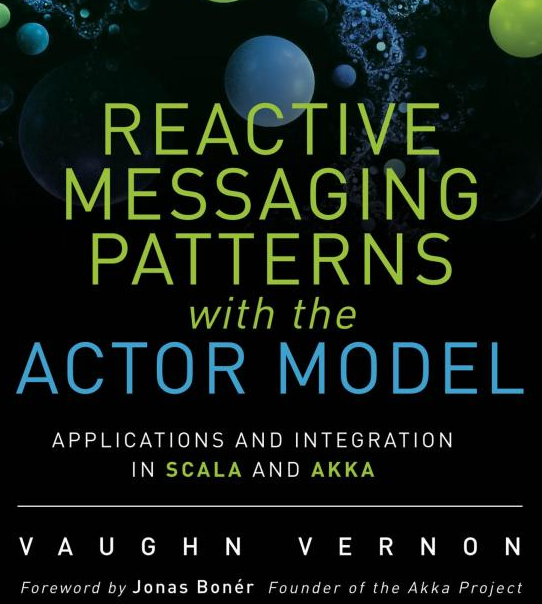 REACTIVE
MESSAGING
PATTERNS
with the
ACTOR MODEL
APPLICATIONS AND INTEGRATION
IN SCALA AND AKKA
VAUGHN VERNON
Foreword by Jonas Bonér Founder of the Akka Project